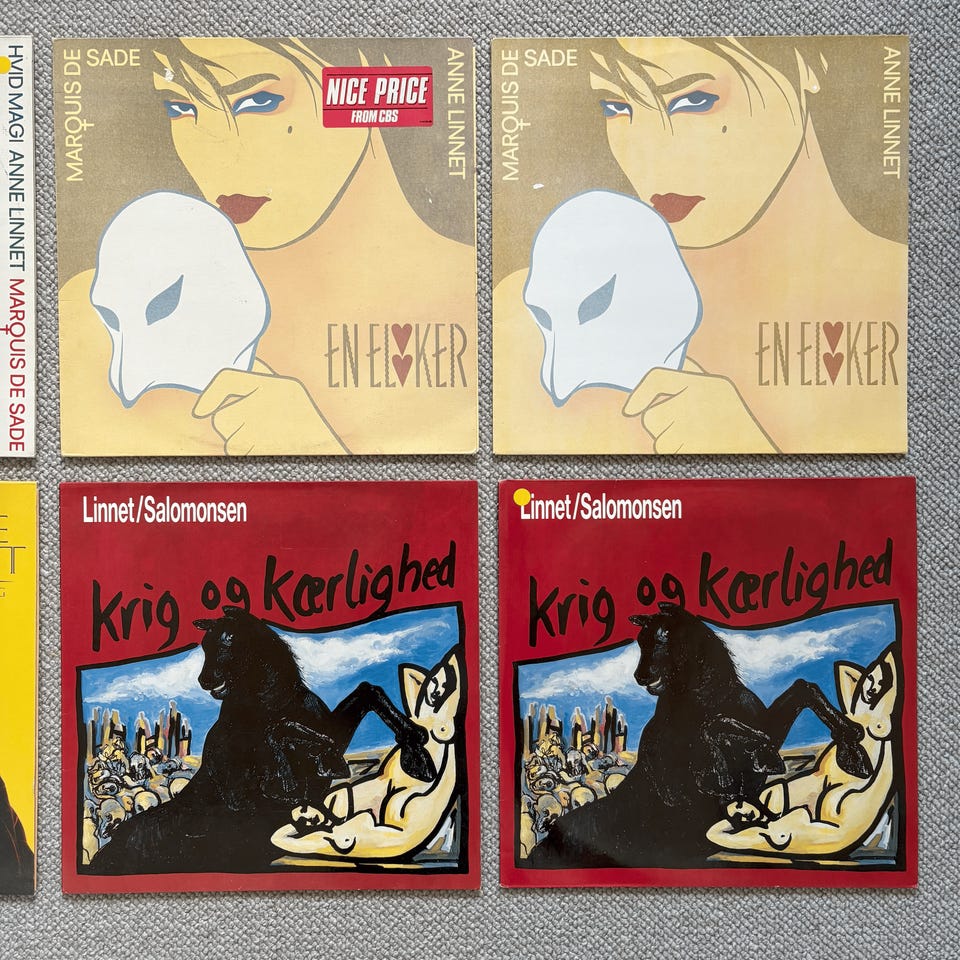 HVID MAGI ANNE LINNET MARQUIS DE SADE
MARQUIS DE SADE
ANNE LINNET
NICE PRICE
FROM CBS
EN ELSKER
MARQUIS DE SADE
ANNE LINNET
EN ELSKER
Linnet/Salomonsen
Krig og Kærlighed
Linnet/Salomonsen
Krig og Kærlighed